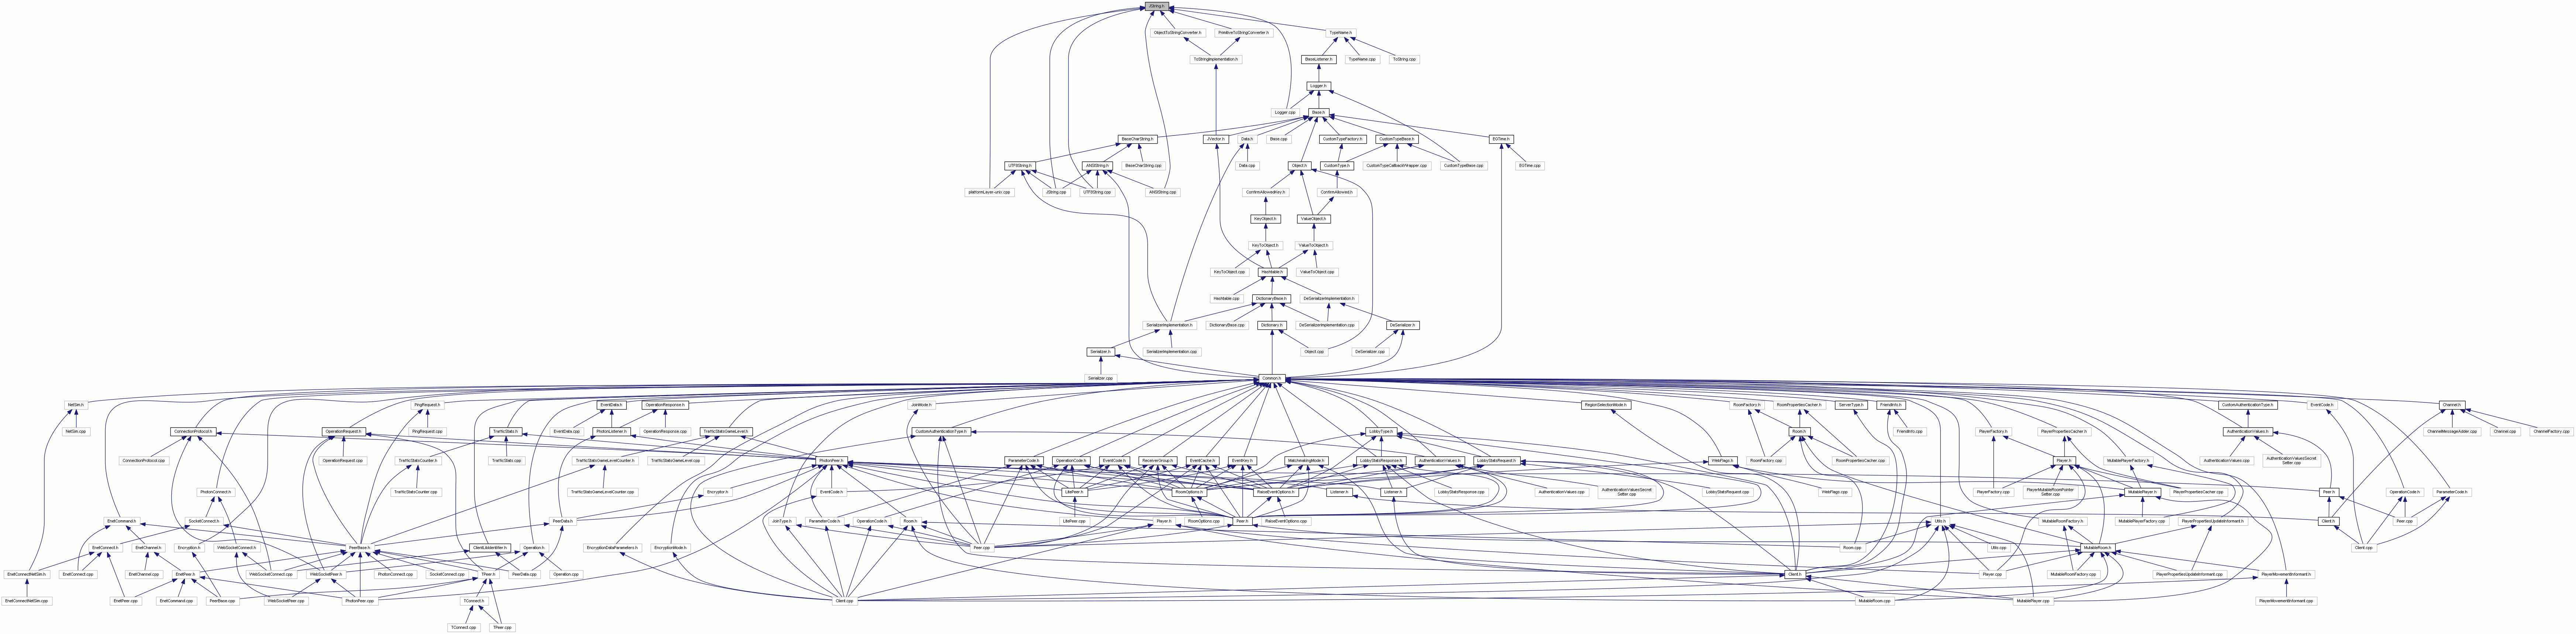 JString.h
ObjectToStringConverter.h
PrimitiveToStringConverter.h
TypeName.h
ToStringImplementation.h
BaseListener.h
TypeName.cpp
ToString.cpp
Logger.h
Logger.cpp
Base.h
BaseCharString.h
JVector.h
Data.h
Base.cpp
CustomTypeFactory.h
CustomTypeBase.h
EGTime.h
UTF8String.h
ANSIString.h
BaseCharString.cpp
Data.cpp
Object.h
CustomType.h
CustomTypeCallbackWrapper.cpp
CustomTypeBase.cpp
EGTime.cpp
platformLayer-unix.cpp
JString.cpp
UTF8String.cpp
ANSIString.cpp
ConfirmAllowedKey.h
ConfirmAllowed.h
KeyObject.h
ValueObject.h
KeyToObject.h
ValueToObject.h
KeyToObject.cpp
Hashtable.h
ValueToObject.cpp
Hashtable.cpp
DictionaryBase.h
DeSerializerImplementation.h
SerializerImplementation.h
DictionaryBase.cpp
Dictionary.h
DeSerializerImplementation.cpp
DeSerializer.h
Serializer.h
SerializerImplementation.cpp
Object.cpp
DeSerializer.cpp
Serializer.cpp
Common.h
NetSim.h
PingRequest.h
EventData.h
OperationResponse.h
JoinMode.h
RegionSelectionMode.h
RoomFactory.h
RoomPropertiesCacher.h
ServerType.h
FriendInfo.h
CustomAuthenticationType.h
EventCode.h
Channel.h
NetSim.cpp
ConnectionProtocol.h
OperationRequest.h
PingRequest.cpp
TrafficStats.h
EventData.cpp
PhotonListener.h
OperationResponse.cpp
TrafficStatsGameLevel.h
CustomAuthenticationType.h
LobbyType.h
Room.h
FriendInfo.cpp
PlayerFactory.h
PlayerPropertiesCacher.h
AuthenticationValues.h
ChannelMessageAdder.cpp
Channel.cpp
ChannelFactory.cpp
ConnectionProtocol.cpp
OperationRequest.cpp
TrafficStatsCounter.h
TrafficStats.cpp
TrafficStatsGameLevelCounter.h
TrafficStatsGameLevel.cpp
PhotonPeer.h
ParameterCode.h
OperationCode.h
EventCode.h
ReceiverGroup.h
EventCache.h
EventKey.h
MatchmakingMode.h
LobbyStatsResponse.h
AuthenticationValues.h
LobbyStatsRequest.h
WebFlags.h
RoomFactory.cpp
RoomPropertiesCacher.cpp
Player.h
MutablePlayerFactory.h
AuthenticationValues.cpp
AuthenticationValuesSecret
Setter.cpp
PhotonConnect.h
TrafficStatsCounter.cpp
TrafficStatsGameLevelCounter.cpp
Encryptor.h
EventCode.h
LitePeer.h
RoomOptions.h
RaiseEventOptions.h
Listener.h
Listener.h
LobbyStatsResponse.cpp
AuthenticationValues.cpp
AuthenticationValuesSecret
Setter.cpp
LobbyStatsRequest.cpp
WebFlags.cpp
PlayerFactory.cpp
PlayerMutableRoomPointer
Setter.cpp
MutablePlayer.h
PlayerPropertiesCacher.cpp
Peer.h
OperationCode.h
ParameterCode.h
EnetCommand.h
SocketConnect.h
PeerData.h
JoinType.h
ParameterCode.h
OperationCode.h
Room.h
LitePeer.cpp
Player.h
RoomOptions.cpp
Peer.h
RaiseEventOptions.cpp
Utils.h
MutableRoomFactory.h
MutablePlayerFactory.cpp
PlayerPropertiesUpdateInformant.h
Client.h
Peer.cpp
EnetConnect.h
EnetChannel.h
Encryption.h
WebSocketConnect.h
PeerBase.h
ClientSubIdentifier.h
Operation.h
EncryptionDataParameters.h
EncryptionMode.h
Peer.cpp
Room.cpp
Utils.cpp
MutableRoom.h
Client.cpp
EnetConnectNetSim.h
EnetConnect.cpp
EnetChannel.cpp
EnetPeer.h
WebSocketConnect.cpp
WebSocketPeer.h
PhotonConnect.cpp
SocketConnect.cpp
TPeer.h
PeerData.cpp
Operation.cpp
Client.h
Player.cpp
MutableRoomFactory.cpp
PlayerPropertiesUpdateInformant.cpp
PlayerMovementInformant.h
EnetConnectNetSim.cpp
EnetPeer.cpp
EnetCommand.cpp
PeerBase.cpp
WebSocketPeer.cpp
PhotonPeer.cpp
TConnect.h
Client.cpp
MutableRoom.cpp
MutablePlayer.cpp
PlayerMovementInformant.cpp
TConnect.cpp
TPeer.cpp